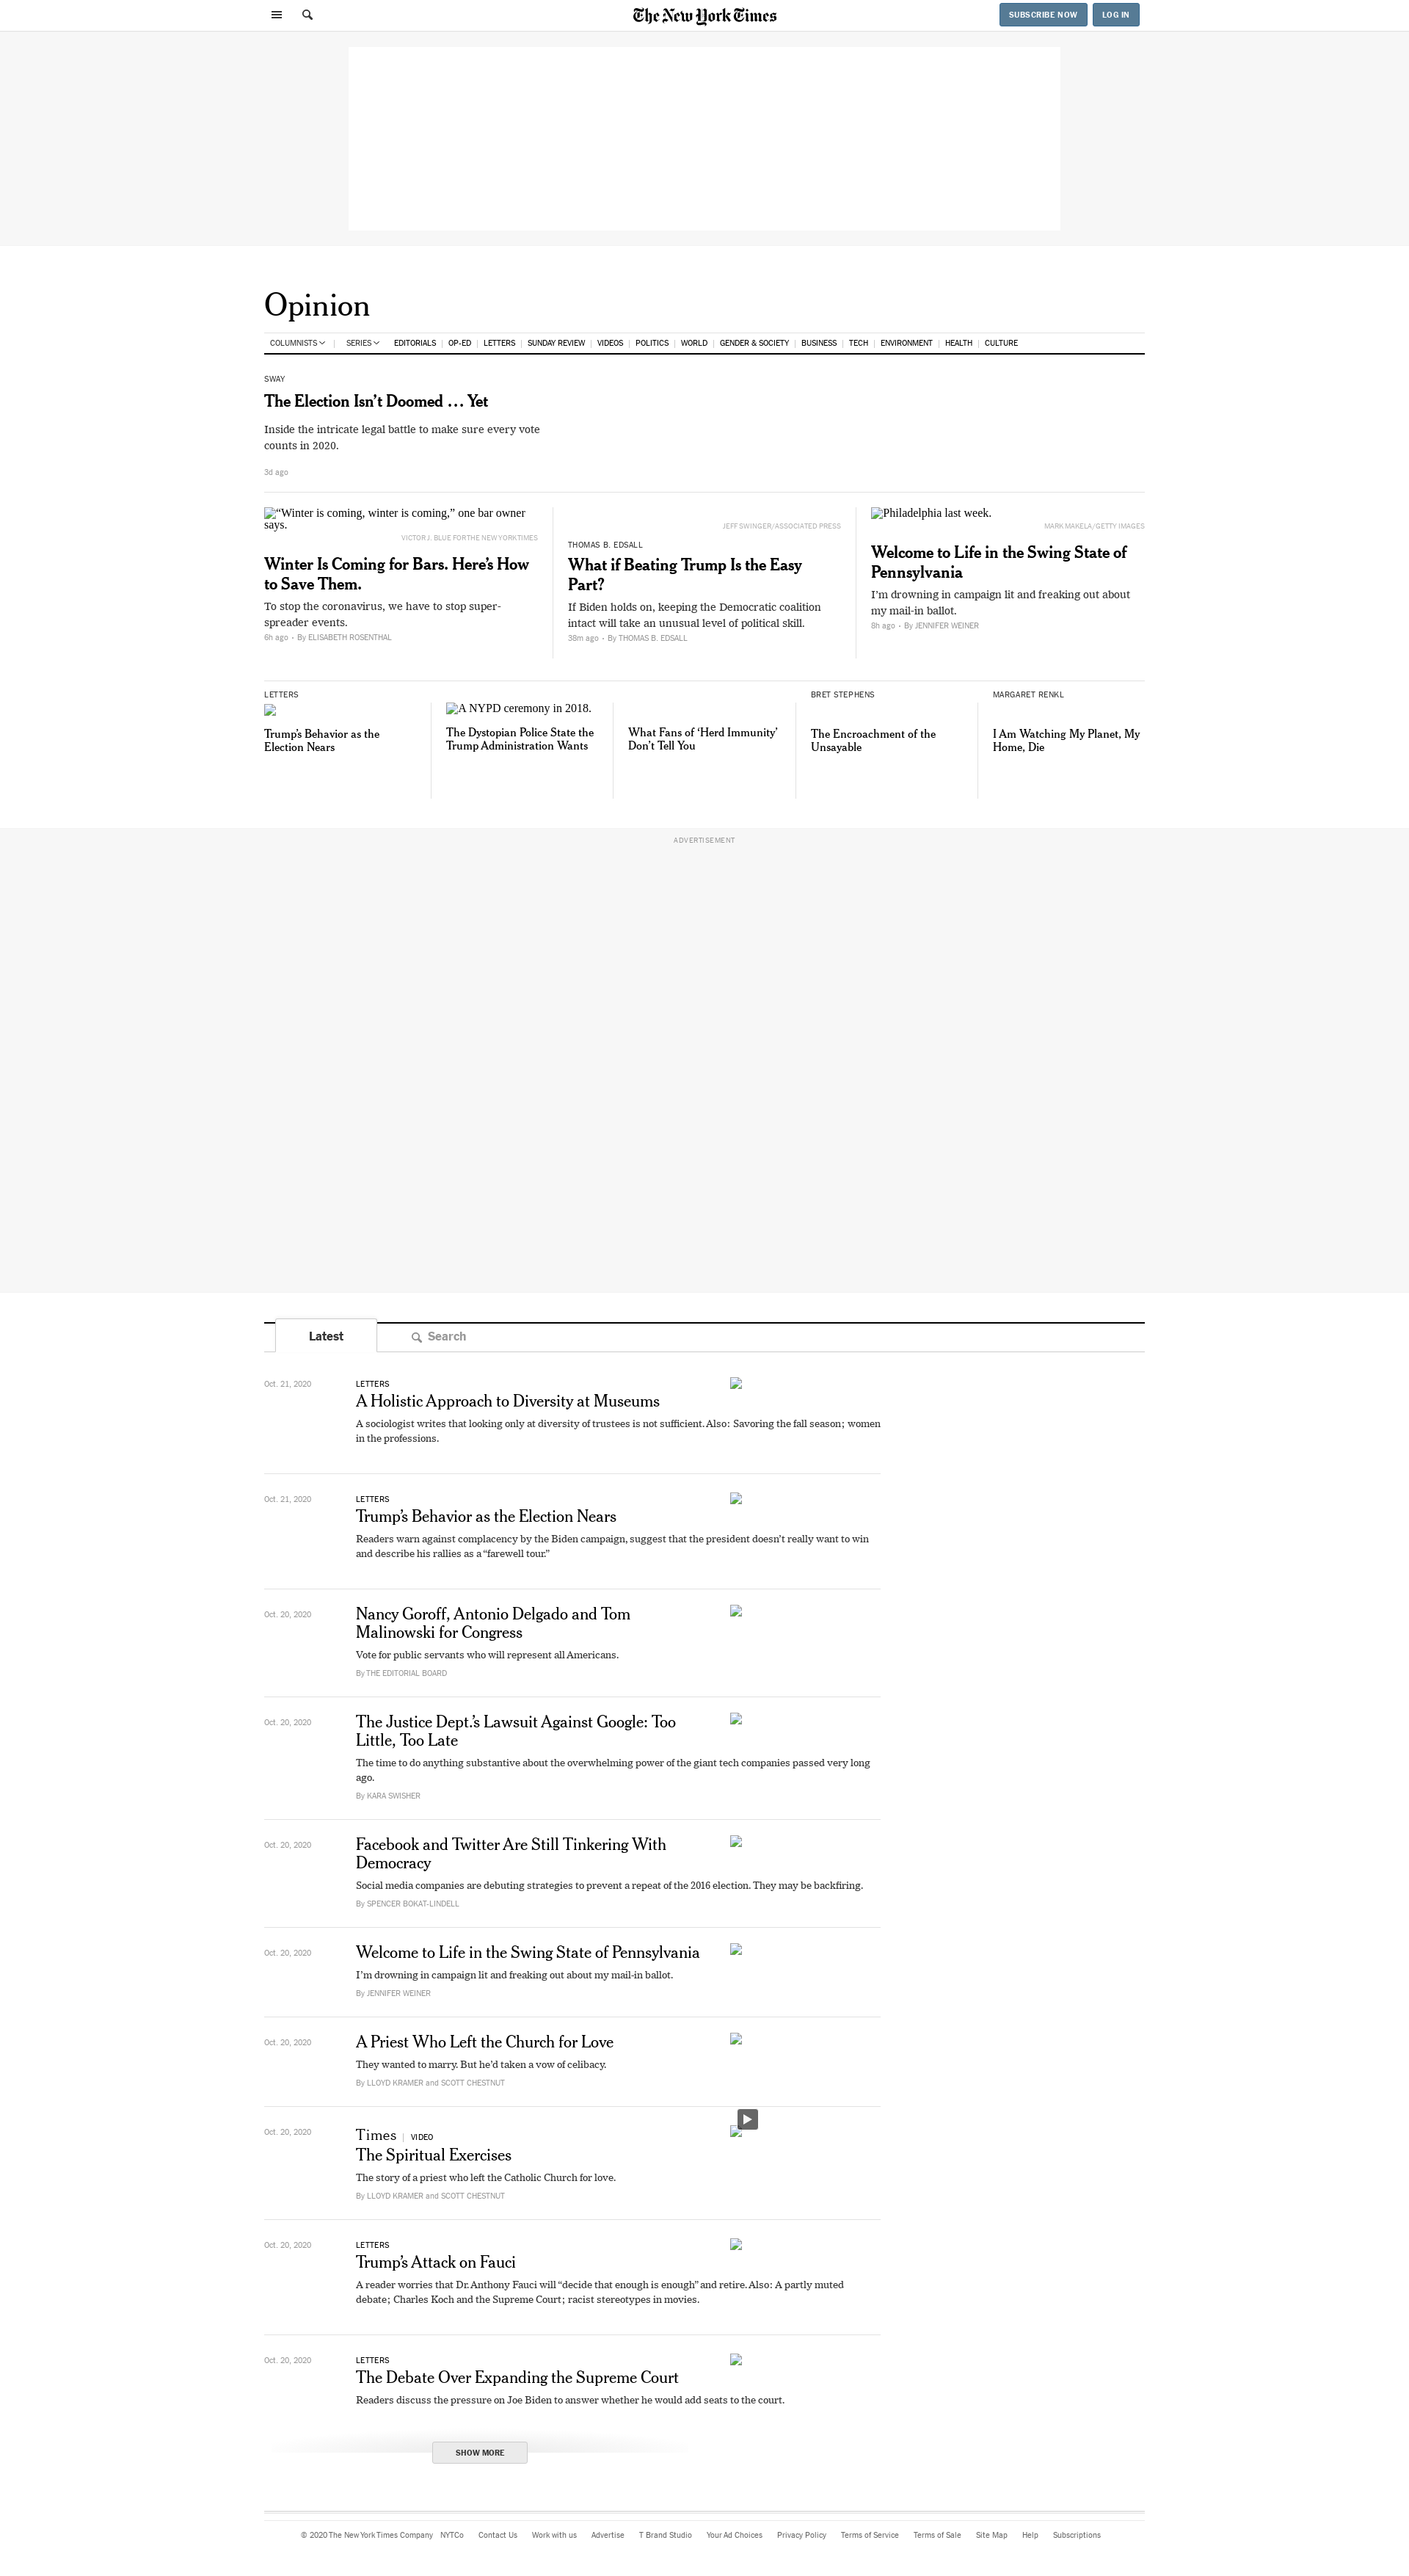 The New York Times
SUBSCRIBE NOW
LOG IN
Opinion
COLUMNISTS
SERIES
EDITORIALS
OP-ED
LETTERS
SUNDAY REVIEW
VIDEOS
POLITICS
WORLD
GENDER & SOCIETY
BUSINESS
TECH
ENVIRONMENT
HEALTH
CULTURE
SWAY
The Election Isn’t Doomed … Yet
Inside the intricate legal battle to make sure every vote
counts in 2020.
3d ago
“Winter is coming, winter is coming,” one bar owner
says.
VICTOR J. BLUE FOR THE NEW YORK TIMES
Winter Is Coming for Bars. Here’s How
to Save Them.
To stop the coronavirus, we have to stop super-
spreader events.
6h ago • By ELISABETH ROSENTHAL
JEFF SWINGER/ASSOCIATED PRESS
THOMAS B. EDSALL
What if Beating Trump Is the Easy
Part?
If Biden holds on, keeping the Democratic coalition
intact will take an unusual level of political skill.
38m ago • By THOMAS B. EDSALL
Philadelphia last week.
MARK MAKELA/GETTY IMAGES
Welcome to Life in the Swing State of
Pennsylvania
I’m drowning in campaign lit and freaking out about
my mail-in ballot.
8h ago • By JENNIFER WEINER
LETTERS
Trump’s Behavior as the
Election Nears
A NYPD ceremony in 2018.
The Dystopian Police State the
Trump Administration Wants
What Fans of ‘Herd Immunity’
Don’t Tell You
BRET STEPHENS
The Encroachment of the
Unsayable
MARGARET RENKL
I Am Watching My Planet, My
Home, Die
ADVERTISEMENT
Latest
Search
Oct. 21, 2020
LETTERS
A Holistic Approach to Diversity at Museums
A sociologist writes that looking only at diversity of trustees is not sufficient. Also: Savoring the fall season; women
in the professions.
Oct. 21, 2020
LETTERS
Trump’s Behavior as the Election Nears
Readers warn against complacency by the Biden campaign, suggest that the president doesn’t really want to win
and describe his rallies as a “farewell tour.”
Oct. 20, 2020
Nancy Goroff, Antonio Delgado and Tom
Malinowski for Congress
Vote for public servants who will represent all Americans.
By THE EDITORIAL BOARD
Oct. 20, 2020
The Justice Dept.’s Lawsuit Against Google: Too
Little, Too Late
The time to do anything substantive about the overwhelming power of the giant tech companies passed very long
ago.
By KARA SWISHER
Oct. 20, 2020
Facebook and Twitter Are Still Tinkering With
Democracy
Social media companies are debuting strategies to prevent a repeat of the 2016 election. They may be backfiring.
By SPENCER BOKAT-LINDELL
Oct. 20, 2020
Welcome to Life in the Swing State of Pennsylvania
I’m drowning in campaign lit and freaking out about my mail-in ballot.
By JENNIFER WEINER
Oct. 20, 2020
A Priest Who Left the Church for Love
They wanted to marry. But he’d taken a vow of celibacy.
By LLOYD KRAMER and SCOTT CHESTNUT
Oct. 20, 2020
Times | VIDEO
The Spiritual Exercises
The story of a priest who left the Catholic Church for love.
By LLOYD KRAMER and SCOTT CHESTNUT
Oct. 20, 2020
LETTERS
Trump’s Attack on Fauci
A reader worries that Dr. Anthony Fauci will “decide that enough is enough” and retire. Also: A partly muted
debate; Charles Koch and the Supreme Court; racist stereotypes in movies.
Oct. 20, 2020
LETTERS
The Debate Over Expanding the Supreme Court
Readers discuss the pressure on Joe Biden to answer whether he would add seats to the court.
SHOW MORE
© 2020 The New York Times Company
NYTCo
Contact Us
Work with us
Advertise
T Brand Studio
Your Ad Choices
Privacy Policy
Terms of Service
Terms of Sale
Site Map
Help
Subscriptions